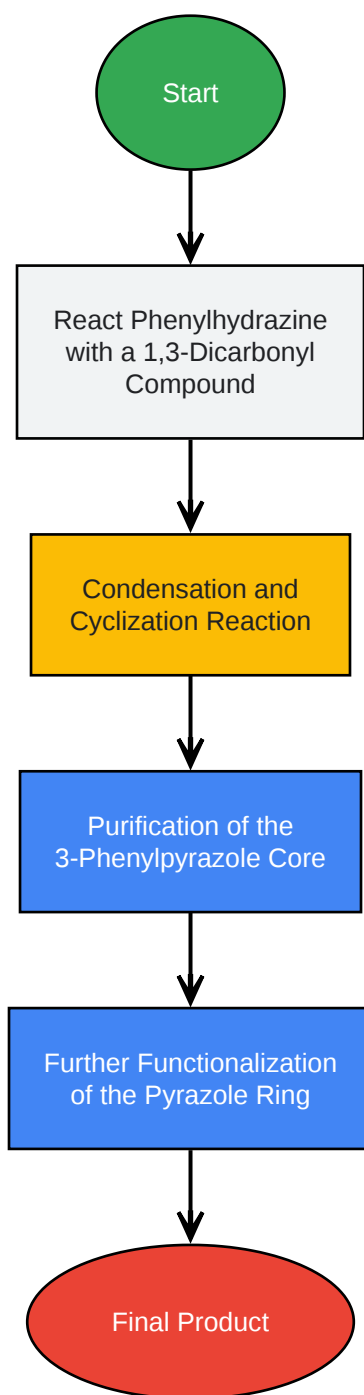 Start
React Phenylhydrazine
with a 1,3-Dicarbonyl
Compound
Condensation and
Cyclization Reaction
Purification of the
3-Phenylpyrazole Core
Further Functionalization
of the Pyrazole Ring
Final Product